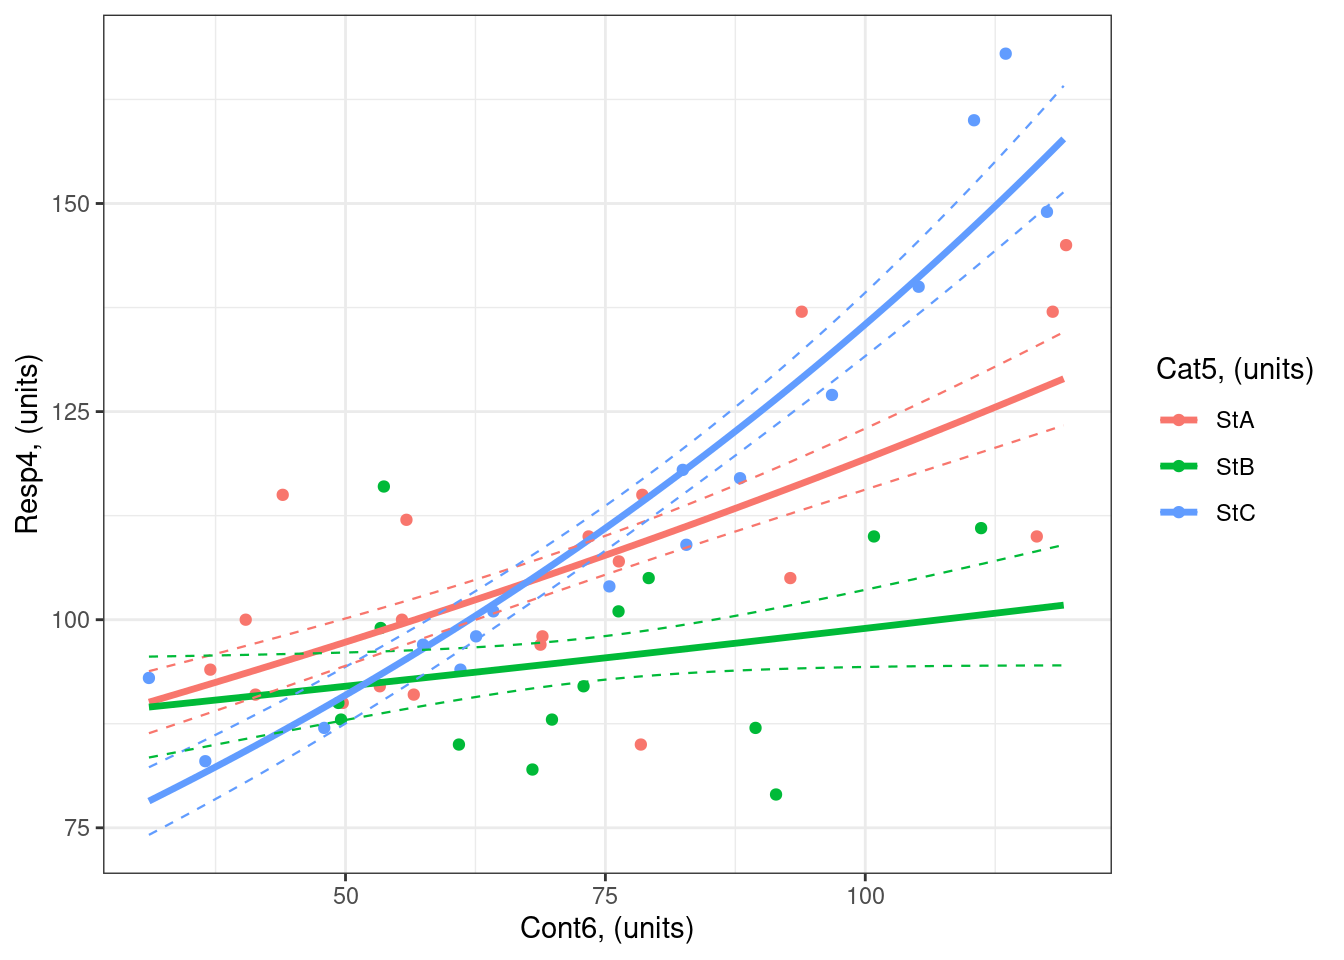 150
125
100
75
50
75
100
Cont6, (units)
Resp4, (units)
Cat5, (units)
StA
StB
StC